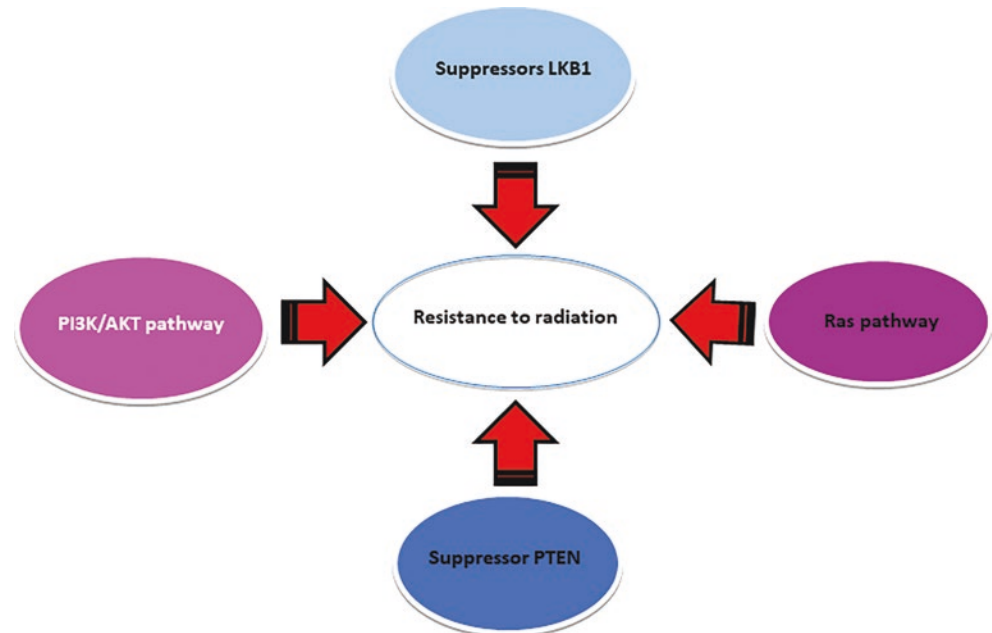 Suppressors LKB1
PI3K/AKT pathway
Resistance to radiation
Ras pathway
Suppressor PTEN